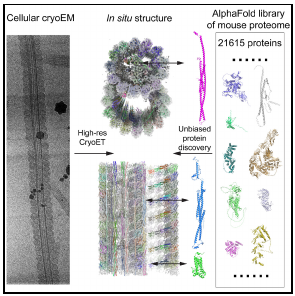 Cellular cryoEM
In situ structure
AlphaFold library
of mouse proteome
21615 proteins
......
High-res
CryoET
Unbiased
protein
discovery
......